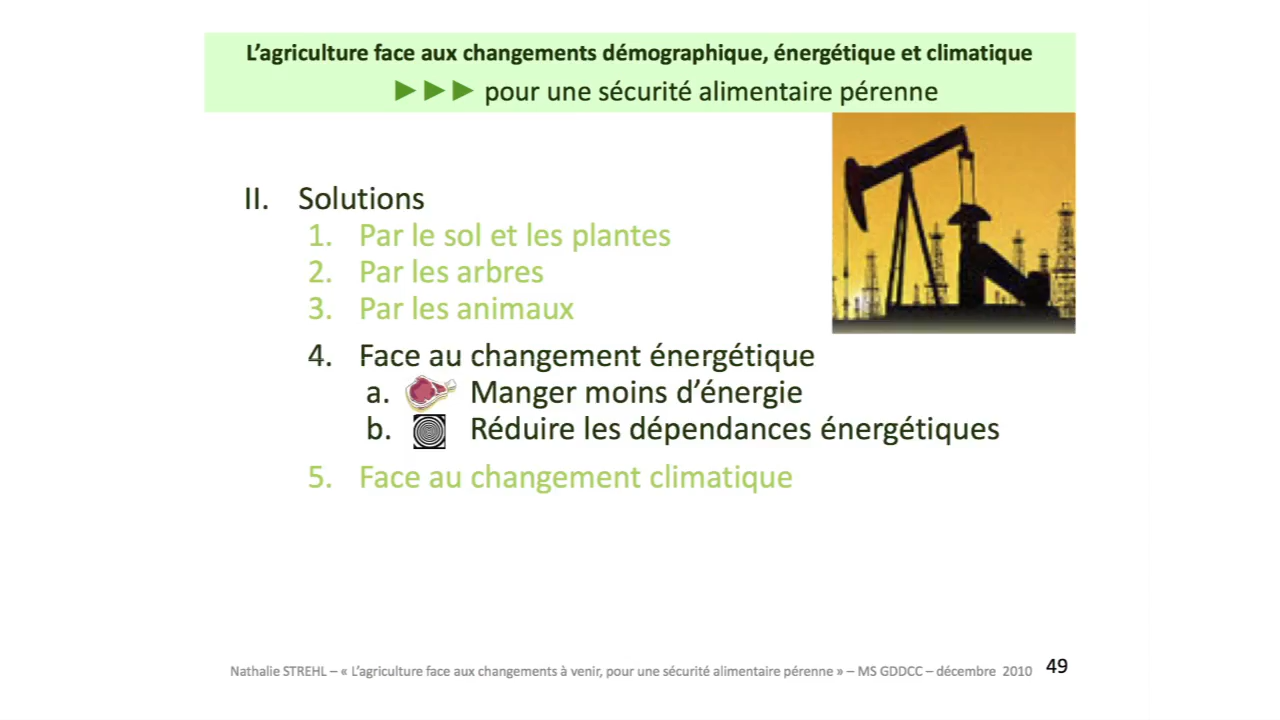 L'agriculture face aux changements démographique, énergétique et climatique
►►► pour une sécurité alimentaire pérenne
II. Solutions
1. Par le sol et les plantes
2. Par les arbres
3. Par les animaux
4. Face au changement énergétique
a. Manger moins d'énergie
b. Réduire les dépendances énergétiques
5. Face au changement climatique
Nathalie STREHL – « L'agriculture face aux changements à venir, pour une sécurité alimentaire pérenne » – MS GDDCC – décembre 2010 49